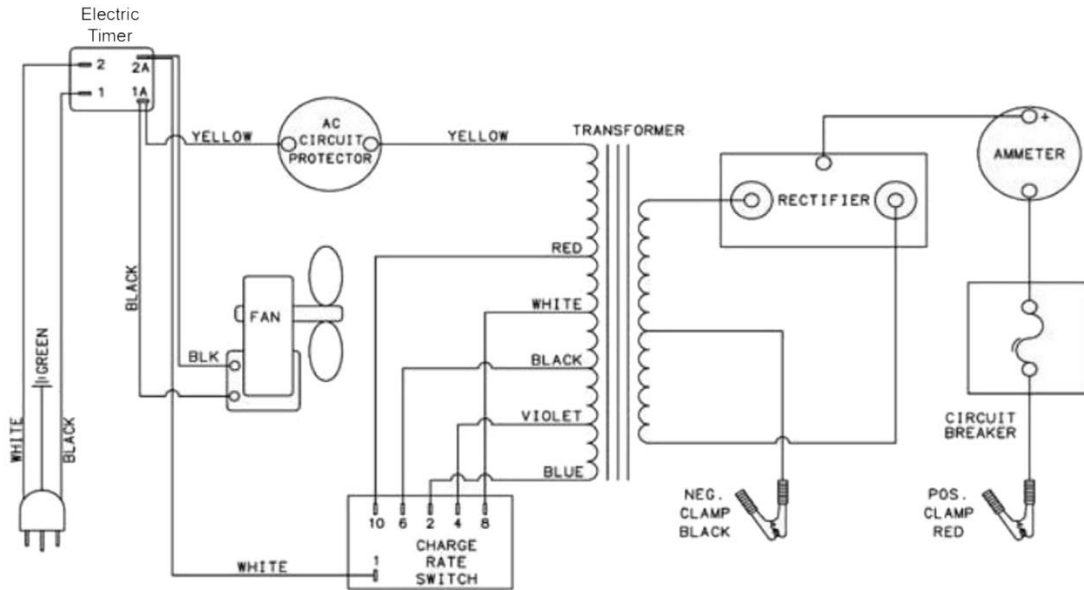 Electric
Timer
2
2A
1
1A
YELLOW
AC
CIRCUIT
PROTECTOR
YELLOW
TRANSFORMER
+
AMMETER
RECTIFIER
RED
BLACK
FAN
WHITE
GREEN
BLK
BLACK
VIOLET
WHITE
BLACK
BLUE
CIRCUIT
BREAKER
NEG.
CLAMP
BLACK
POS.
CLAMP
RED
10 6 2 4 8
CHARGE
RATE
SWITCH
1
WHITE